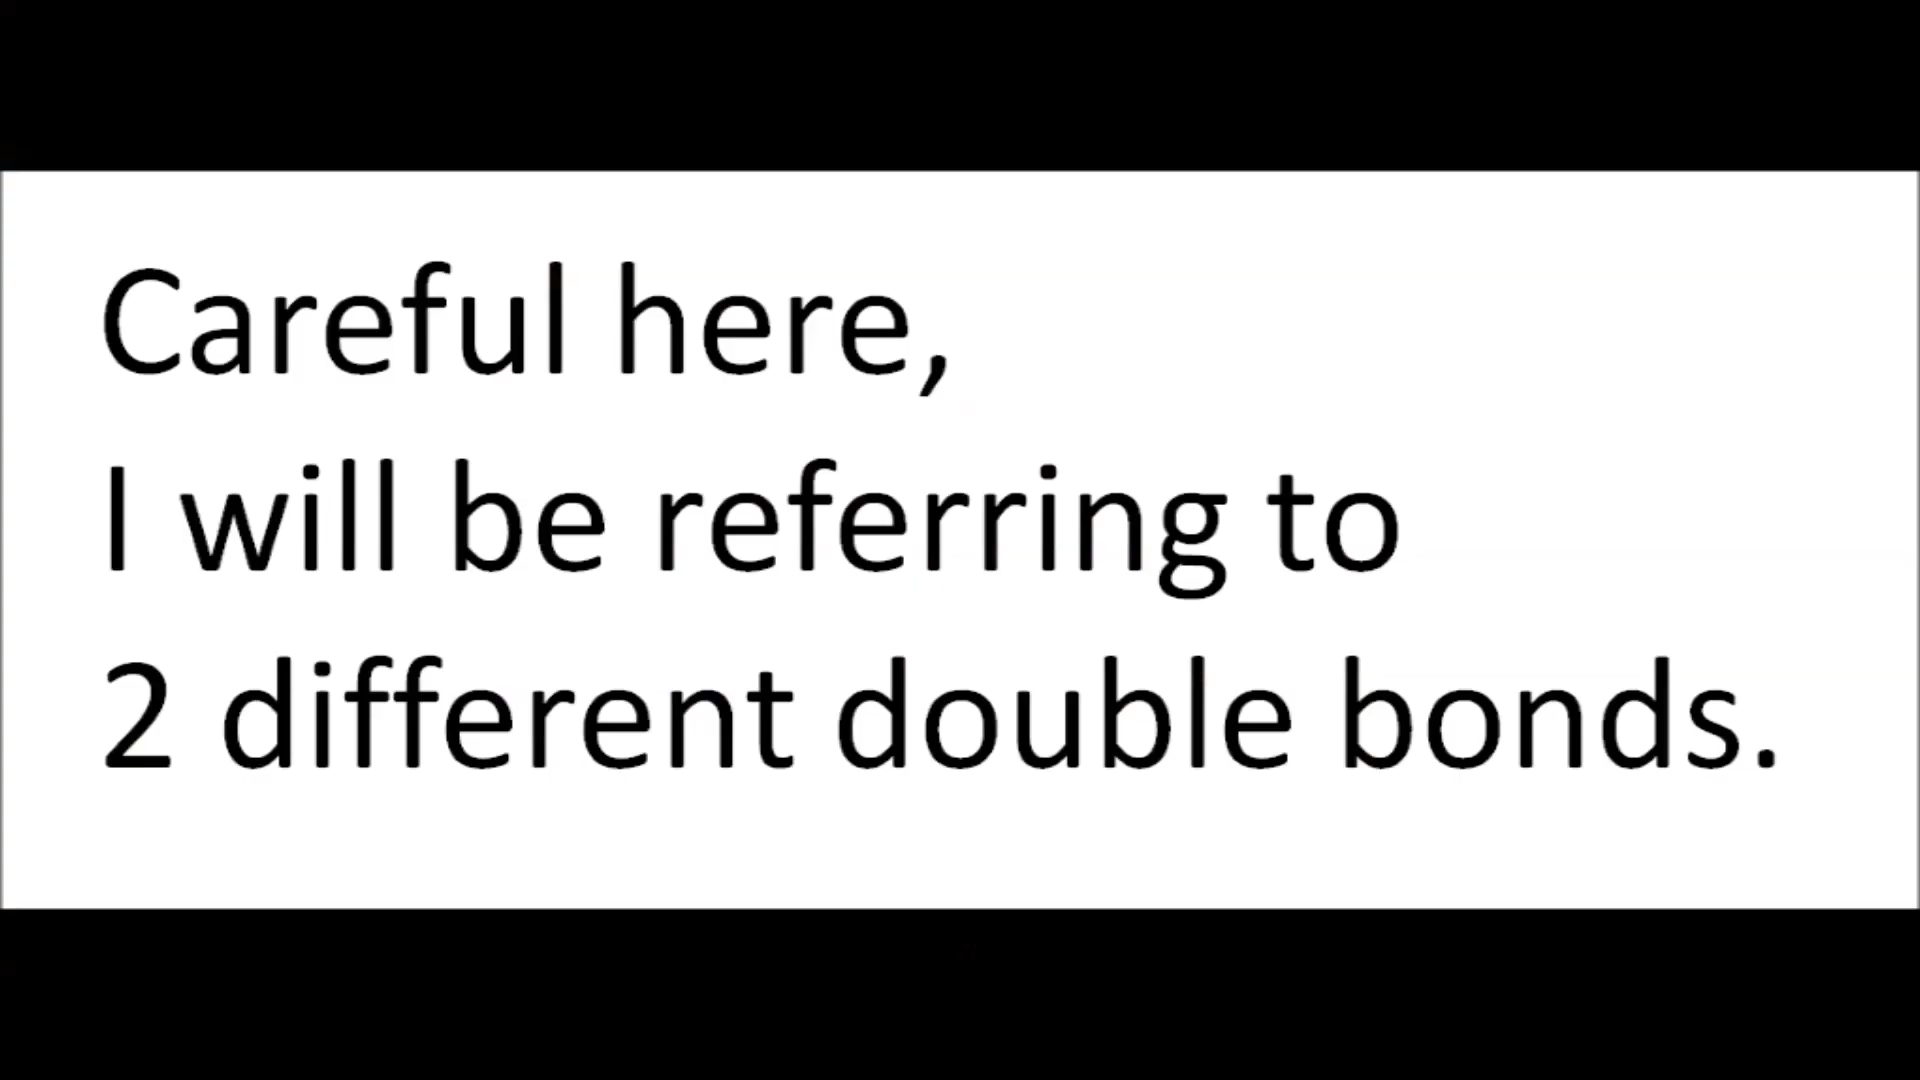 Careful here,
I will be referring to
2 different double bonds.